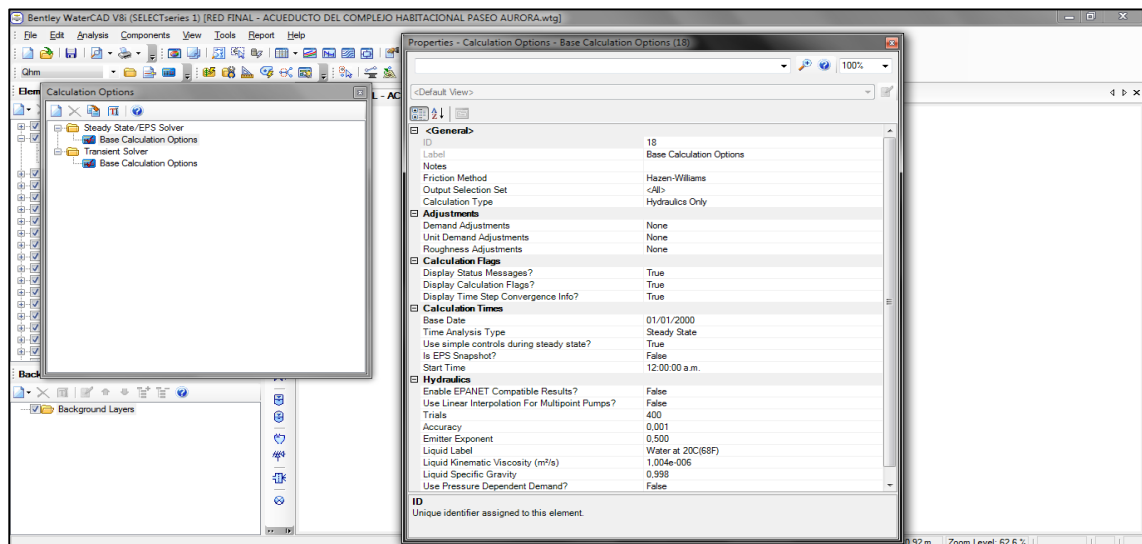 Bentley WaterCAD V8i (SELECTseries 1) [RED FINAL - ACUEDUCTO DEL COMPLEJO HABITACIONAL PASEO AURORA.wtg]
File Edit Analysis Components View Tools Report Help
Qhm
Elem
L - AC
Calculation Options
Steady State/EPS Solver
Base Calculation Options
Transient Solver
Base Calculation Options
Back
Background Layers
Properties - Calculation Options - Base Calculation Options (18)
100%
<Default View>
<General>
ID 18
Label Base Calculation Options
Notes
Friction Method Hazen-Williams
Output Selection Set <All>
Calculation Type Hydraulics Only
Adjustments
Demand Adjustments None
Unit Demand Adjustments None
Roughness Adjustments None
Calculation Flags
Display Status Messages? True
Display Calculation Flags? True
Display Time Step Convergence Info? True
Calculation Times
Base Date 01/01/2000
Time Analysis Type Steady State
Use simple controls during steady state? True
Is EPS Snapshot? False
Start Time 12:00:00 a.m.
Hydraulics
Enable EPANET Compatible Results? False
Use Linear Interpolation For Multipoint Pumps? False
Trials 400
Accuracy 0,001
Emitter Exponent 0,500
Liquid Label Water at 20C(68F)
Liquid Kinematic Viscosity (m²/s) 1,004e-006
Liquid Specific Gravity 0,998
Use Pressure Dependent Demand? False
ID
Unique identifier assigned to this element.
0,92 m Zoom Level: 62,6 %